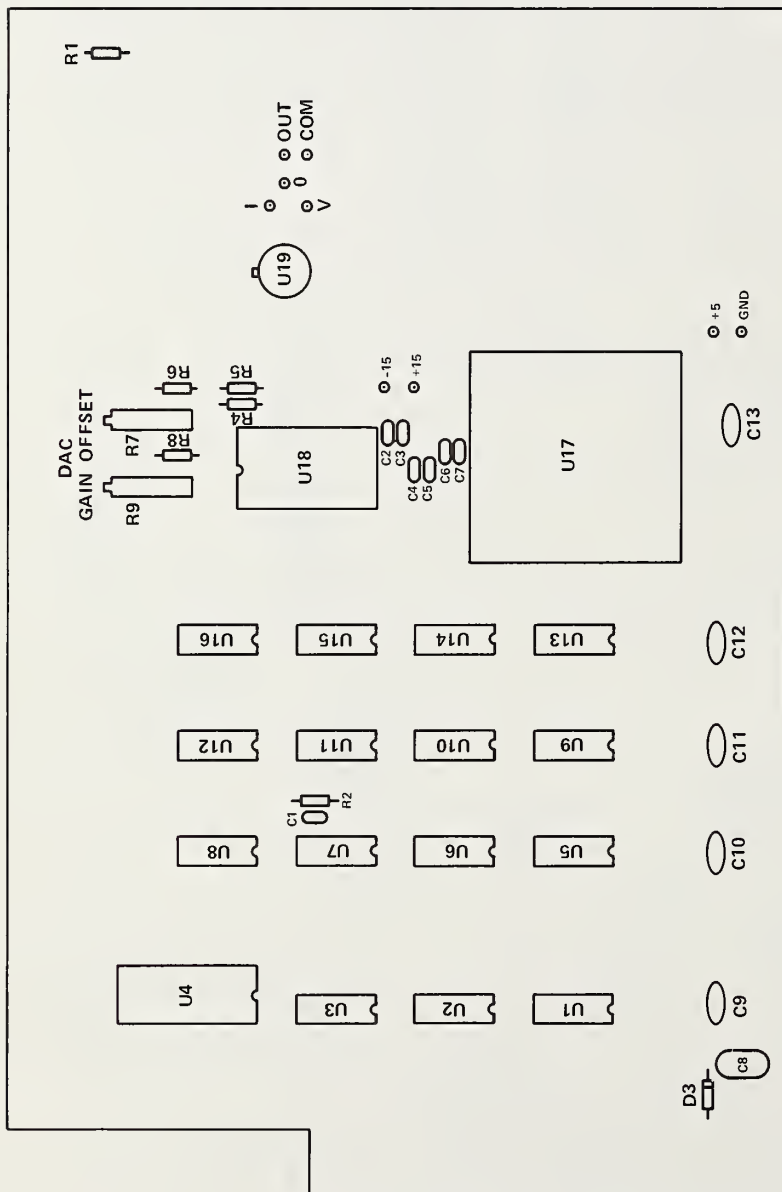 R1
OUT
COM
I
0
V
U19
DAC
GAIN OFFSET
R6
R5
R7
R8
R4
R9
U18
-15
+15
C2
C3
C4
C5
C6
C7
U17
+5
GND
C13
U16
U15
U14
U13
C12
U12
U11
U10
U9
C11
C1
R2
U8
U7
U6
U5
C10
U4
U3
U2
U1
C9
C8
D3